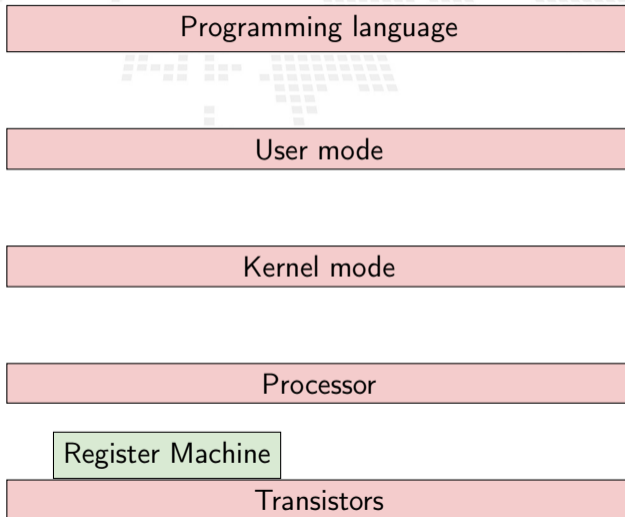 Programming language
User mode
Kernel mode
Processor
Register Machine
Transistors